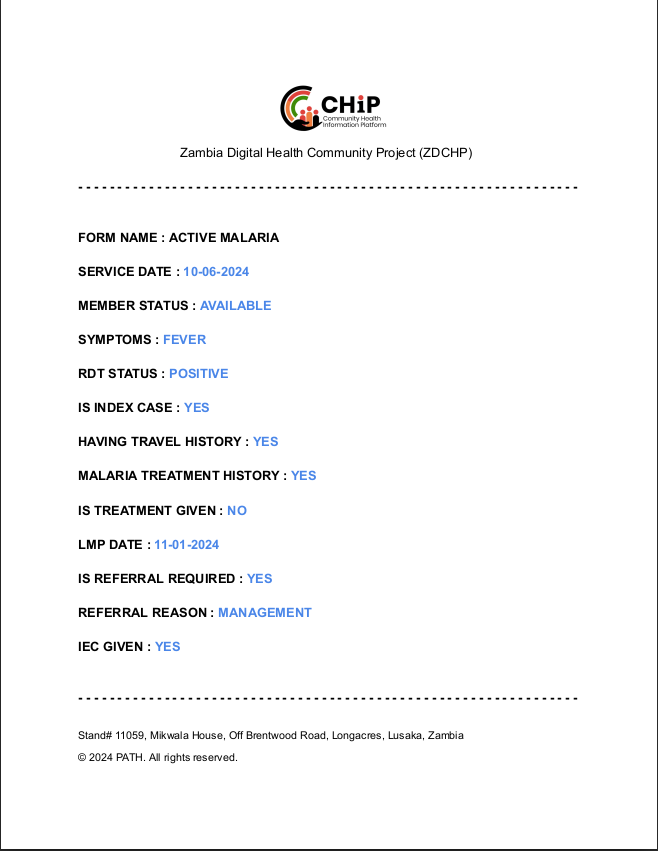 CHiP
Community Health
Information Platform
Zambia Digital Health Community Project (ZDCHP)
- - - - - - - - - - - - - - - - - - - - - - - - - - - - - - - - - - - - - - - - - - - - - - - - - - - - - - - - - - - - - - -
FORM NAME : ACTIVE MALARIA
SERVICE DATE : 10-06-2024
MEMBER STATUS : AVAILABLE
SYMPTOMS : FEVER
RDT STATUS : POSITIVE
IS INDEX CASE : YES
HAVING TRAVEL HISTORY : YES
MALARIA TREATMENT HISTORY : YES
IS TREATMENT GIVEN : NO
LMP DATE : 11-01-2024
IS REFERRAL REQUIRED : YES
REFERRAL REASON : MANAGEMENT
IEC GIVEN : YES
- - - - - - - - - - - - - - - - - - - - - - - - - - - - - - - - - - - - - - - - - - - - - - - - - - - - - - - - - - - - - - -
Stand# 11059, Mikwala House, Off Brentwood Road, Longacres, Lusaka, Zambia
© 2024 PATH. All rights reserved.